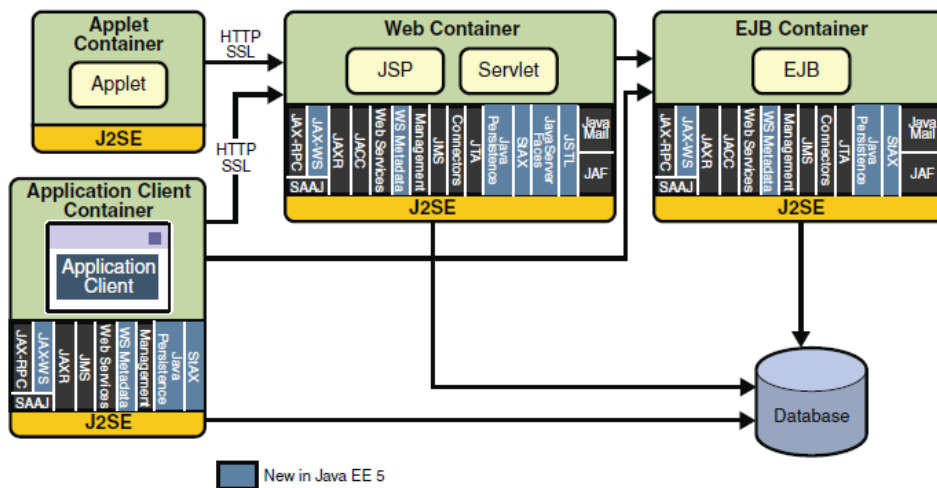 Applet
Container
Applet
J2SE
HTTP
SSL
HTTP
SSL
Web Container
JSP
Servlet
JAX-RPC
JAX-WS
SAAJ
JAXR
JACC
Web Services
WS Metadata
Management
JMS
Connectors
JTA
Java
Persistence
StAX
JavaServer
Faces
JSTL
Java
Mail
JAF
J2SE
EJB Container
EJB
JAX-RPC
JAX-WS
SAAJ
JAXR
JACC
Web Services
WS Metadata
Management
JMS
Connectors
JTA
Java
Persistence
StAX
Java
Mail
JAF
J2SE
Application Client
Container
Application
Client
JAX-RPC
JAX-WS
SAAJ
JAXR
JMS
Web Services
WS Metadata
Management
Java
Persistence
StAX
J2SE
Database
New in Java EE 5